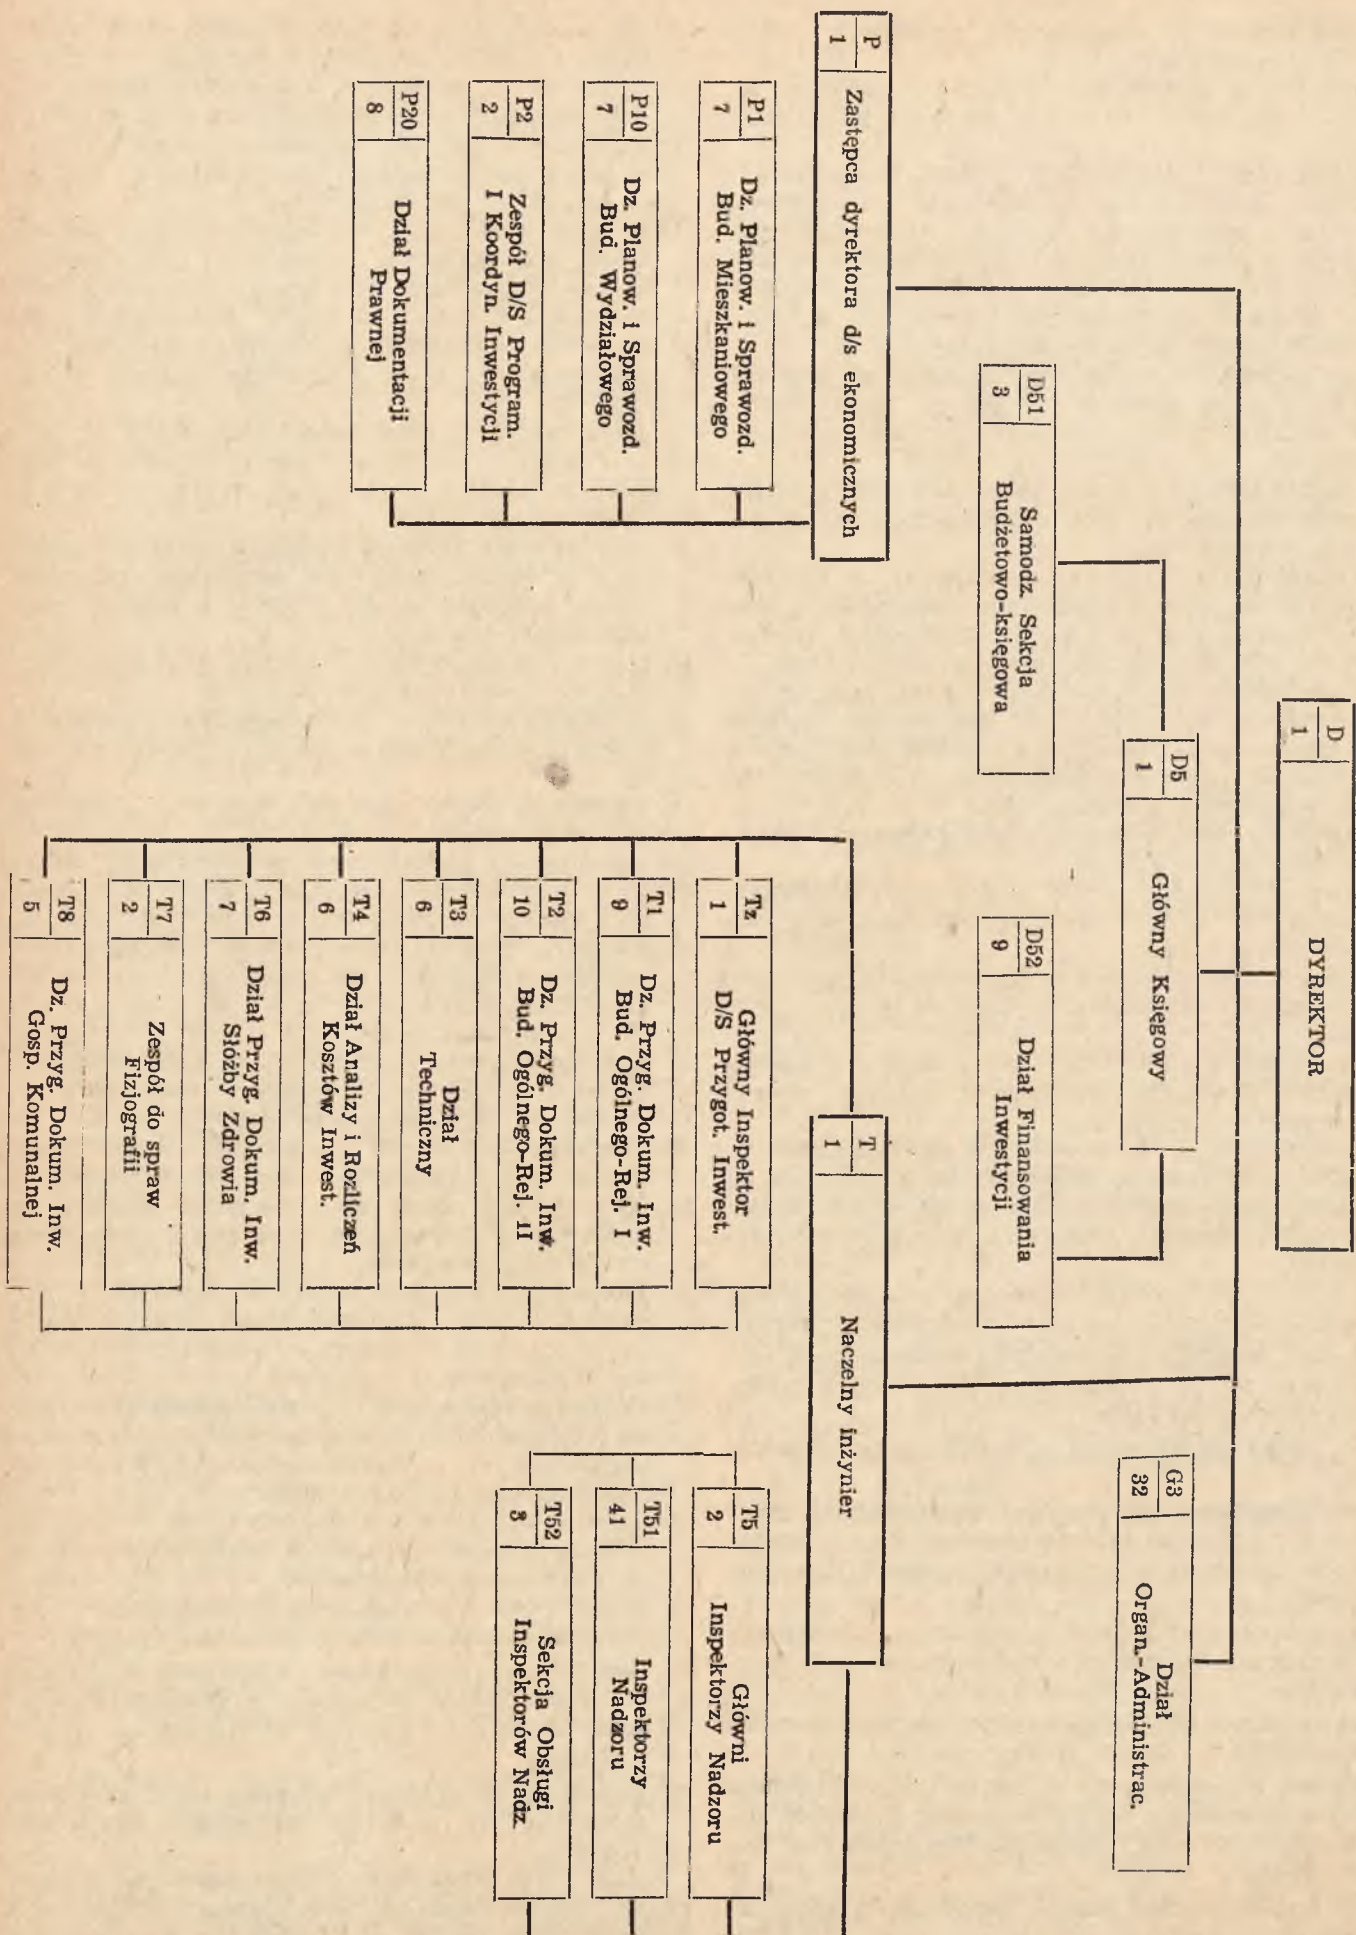 D
1
DYREKTOR
D5
1
Główny Księgowy
G3
32
Dział
Organ.-Administrac.
D51
3
Samodz. Sekcja
Budżetowo-księgowa
D52
9
Dział Finansowania
Inwestycji
P
1
Zastępca dyrektora d/s ekonomicznych
T
1
Naczelny inżynier
P1
7
Dz. Planow. i Sprawozd.
Bud. Mieszkaniowego
P10
7
Dz. Planow. i Sprawozd.
Bud. Wydziałowego
P2
2
Zespół D/S Program.
I Koordyn. Inwestycji
P20
8
Dział Dokumentacji
Prawnej
Tz
1
Główny Inspektor
D/S Przygot. Inwest.
T1
9
Dz. Przyg. Dokum. Inw.
Bud. Ogólnego-Rej. I
T2
10
Dz. Przyg. Dokum. Inw.
Bud. Ogólnego-Rej. II
T3
6
Dział
Techniczny
T4
6
Dział Analizy i Rozliczeń
Kosztów Inwest.
T6
7
Dział Przyg. Dokum. Inw.
Słóżby Zdrowia
T7
2
Zespół do spraw
Fizjografii
T8
5
Dz. Przyg. Dokum. Inw.
Gosp. Komunalnej
T5
2
Główni
Inspektorzy Nadzoru
T51
41
Inspektorzy
Nadzoru
T52
3
Sekcja Obsługi
Inspektorów Nadz